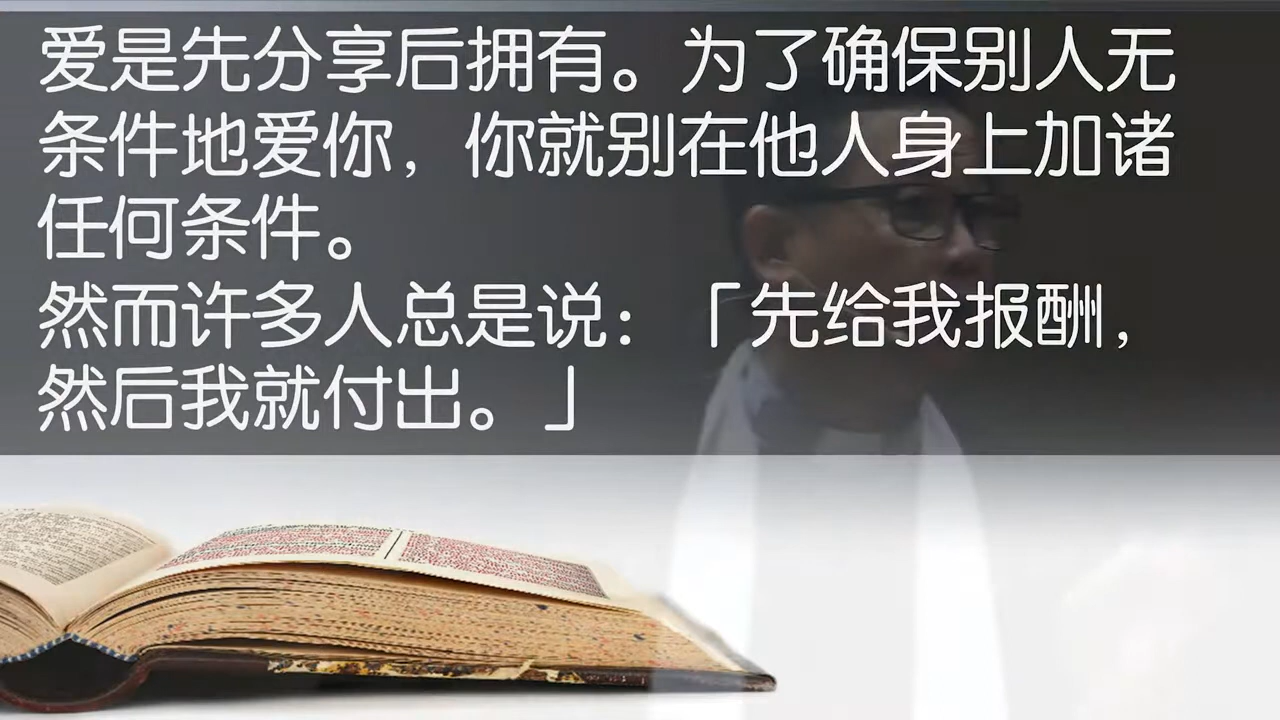 爱是先分享后拥有。为了确保别人无
条件地爱你，你就别在他人身上加诸
任何条件。
然而许多人总是说：「先给我报酬，
然后我就付出。」